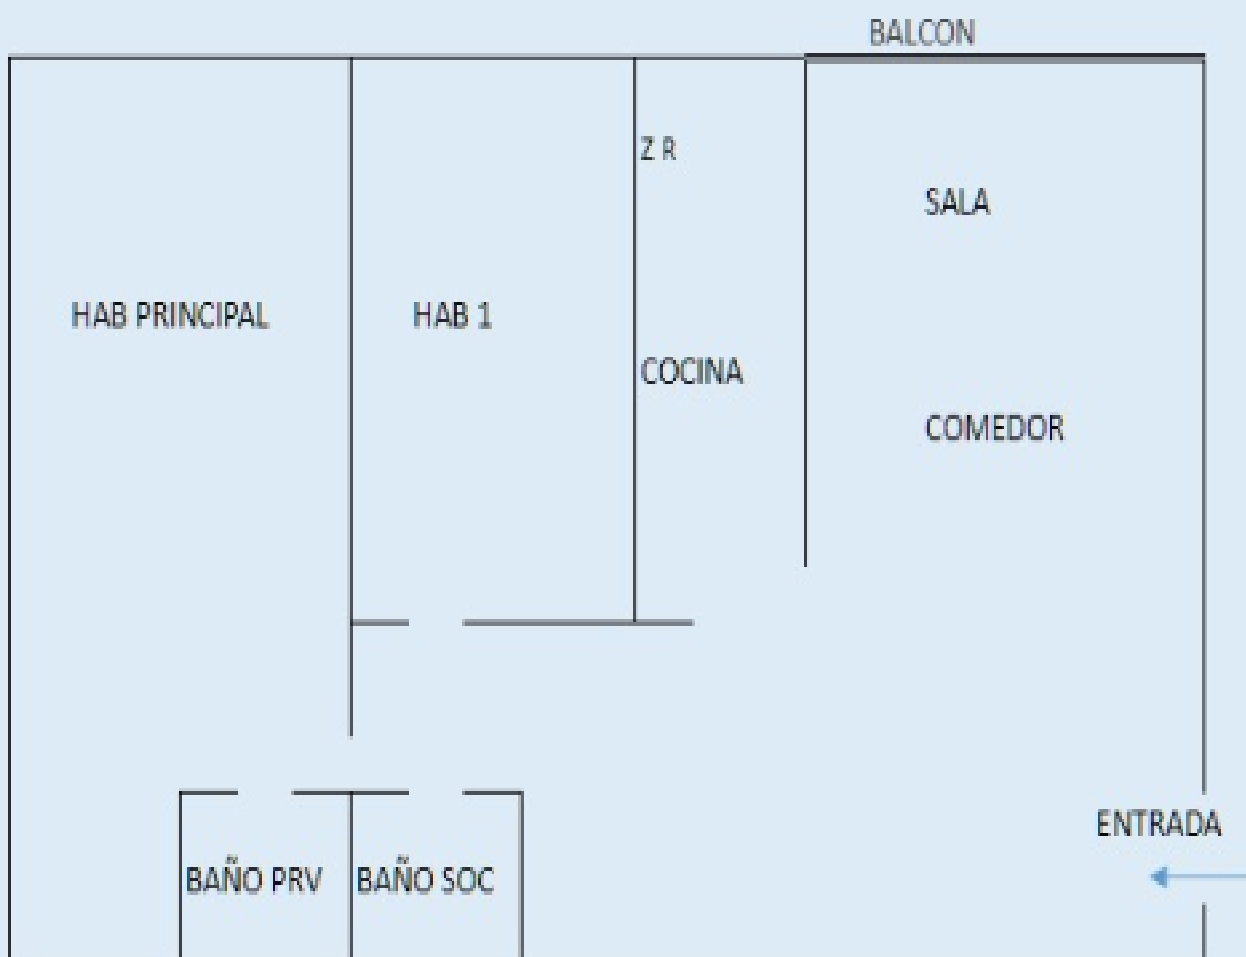 BALCON
Z R
SALA
HAB PRINCIPAL
HAB 1
COCINA
COMEDOR
ENTRADA
BAÑO PRV
BAÑO SOC